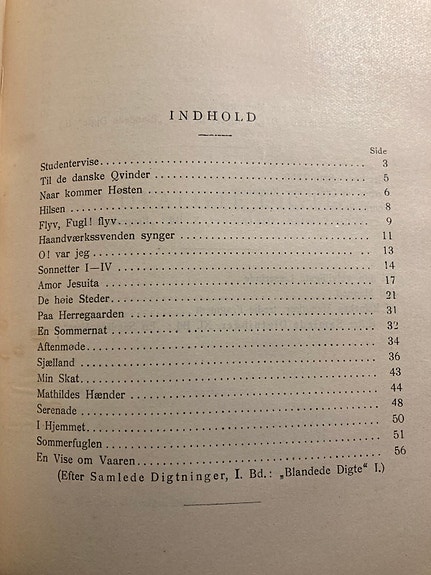 INDHOLD
Side
Studentervise 3
Til de danske Qvinder 5
Naar kommer Høsten 6
Hilsen 8
Flyv, Fugl! flyv 9
Haandværkssvenden synger 11
O! var jeg 13
Sonnetter I—IV 14
Amor Jesuita 17
De høie Steder 21
Paa Herregaarden 31
En Sommernat 32
Aftenmøde 34
Sjælland 36
Min Skat 43
Mathildes Hænder 44
Serenade 48
I Hjemmet 50
Sommerfuglen 51
En Vise om Vaaren 56
(Efter Samlede Digtninger, I. Bd.: „Blandede Digte“ I.)